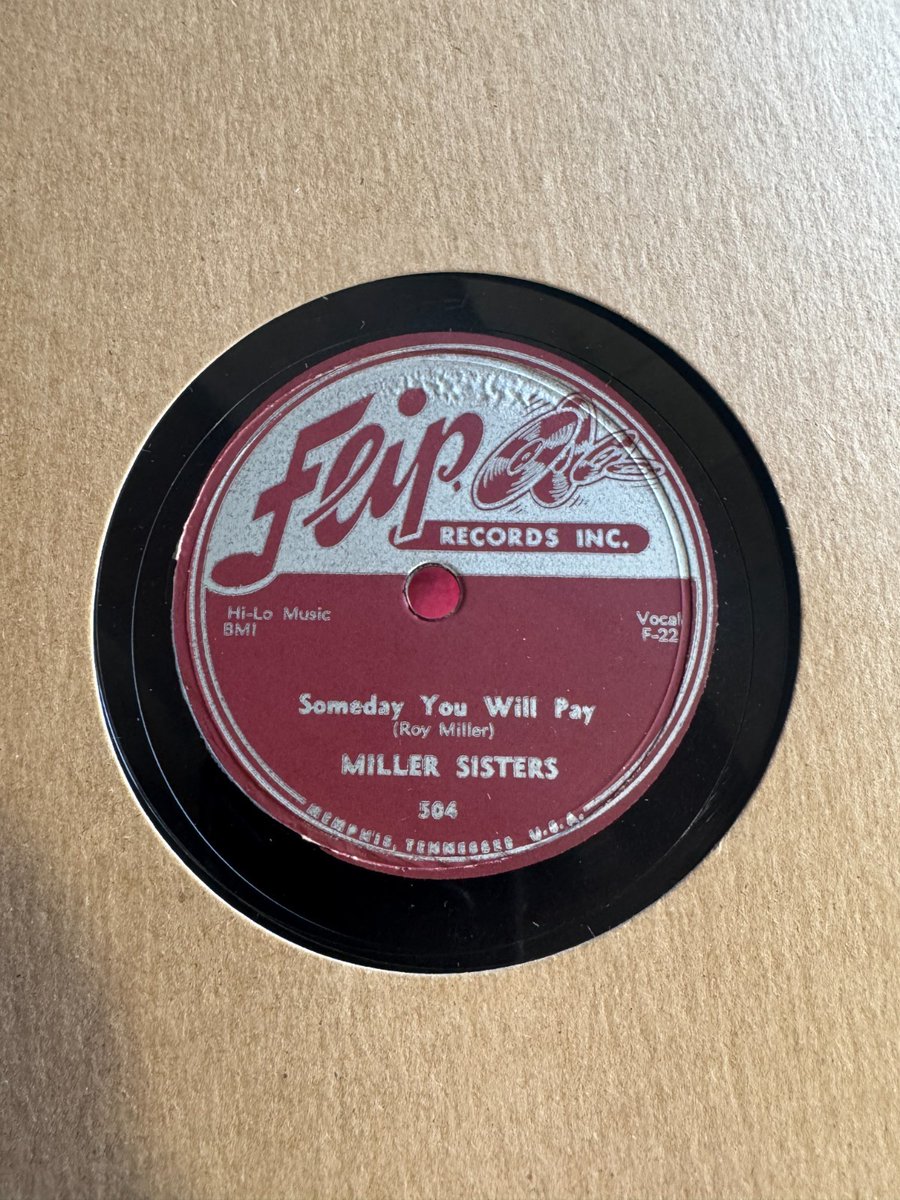 Flip
RECORDS INC.
Hi-Lo Music
BMI
Vocal
F-22
Someday You Will Pay
(Roy Miller)
MILLER SISTERS
504
MEMPHIS, TENNESSEE U.S.A.